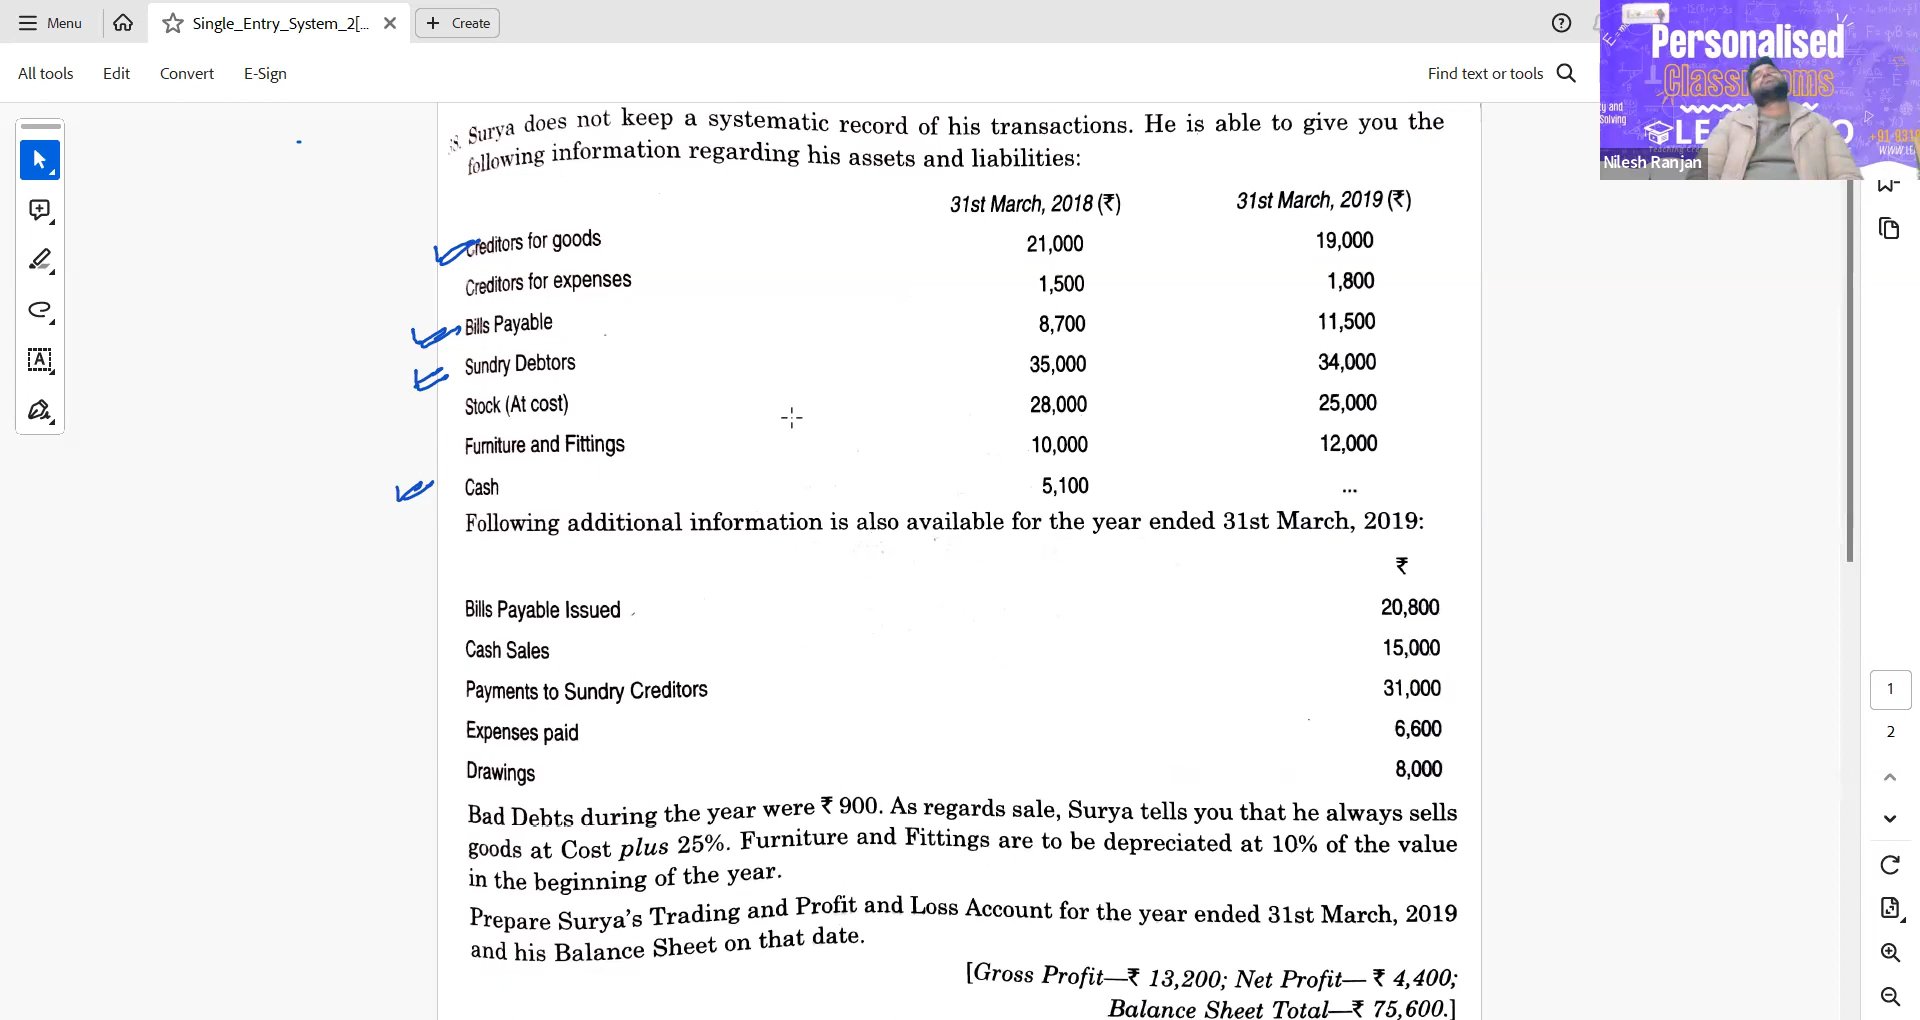 Menu
Single_Entry_System_2[...
Create
All tools
Edit
Convert
E-Sign
Find text or tools
Personalised
Classrooms
Nilesh Ranjan
58. Surya does not keep a systematic record of his transactions. He is able to give you the
following information regarding his assets and liabilities:
31st March, 2018 (₹) 31st March, 2019 (₹)
Creditors for goods 21,000 19,000
Creditors for expenses 1,500 1,800
Bills Payable 8,700 11,500
Sundry Debtors 35,000 34,000
Stock (At cost) 28,000 25,000
Furniture and Fittings 10,000 12,000
Cash 5,100 ...
Following additional information is also available for the year ended 31st March, 2019:
₹
Bills Payable Issued 20,800
Cash Sales 15,000
Payments to Sundry Creditors 31,000
Expenses paid 6,600
Drawings 8,000
Bad Debts during the year were ₹ 900. As regards sale, Surya tells you that he always sells
goods at Cost plus 25%. Furniture and Fittings are to be depreciated at 10% of the value
in the beginning of the year.
Prepare Surya's Trading and Profit and Loss Account for the year ended 31st March, 2019
and his Balance Sheet on that date.
[Gross Profit—₹ 13,200; Net Profit— ₹ 4,400;
Balance Sheet Total—₹ 75,600.]
1
2